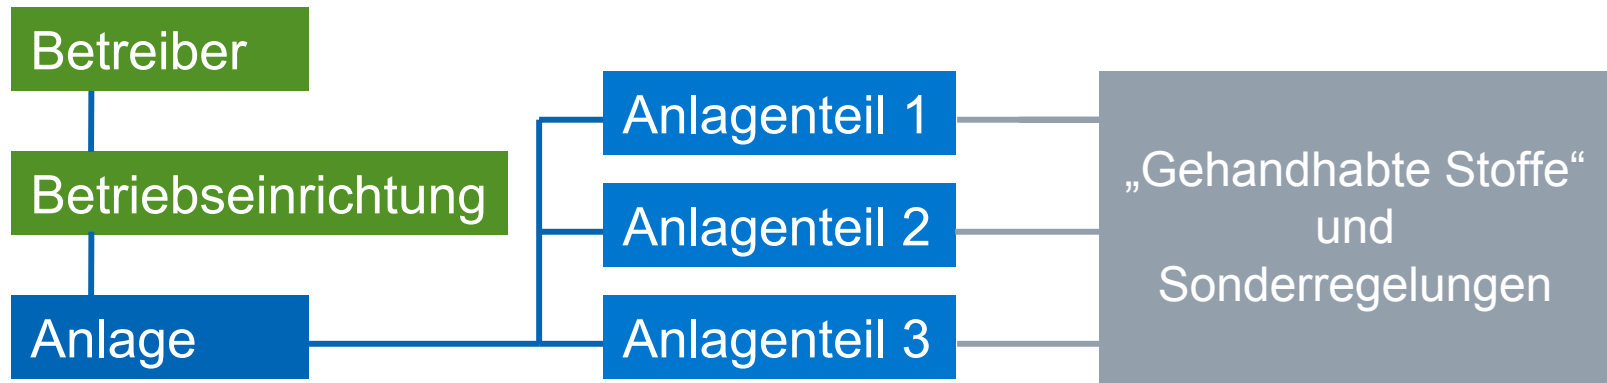 Betreiber
Betriebseinrichtung
Anlage
Anlagenteil 1
Anlagenteil 2
Anlagenteil 3
„Gehandhabte Stoffe“
und
Sonderregelungen